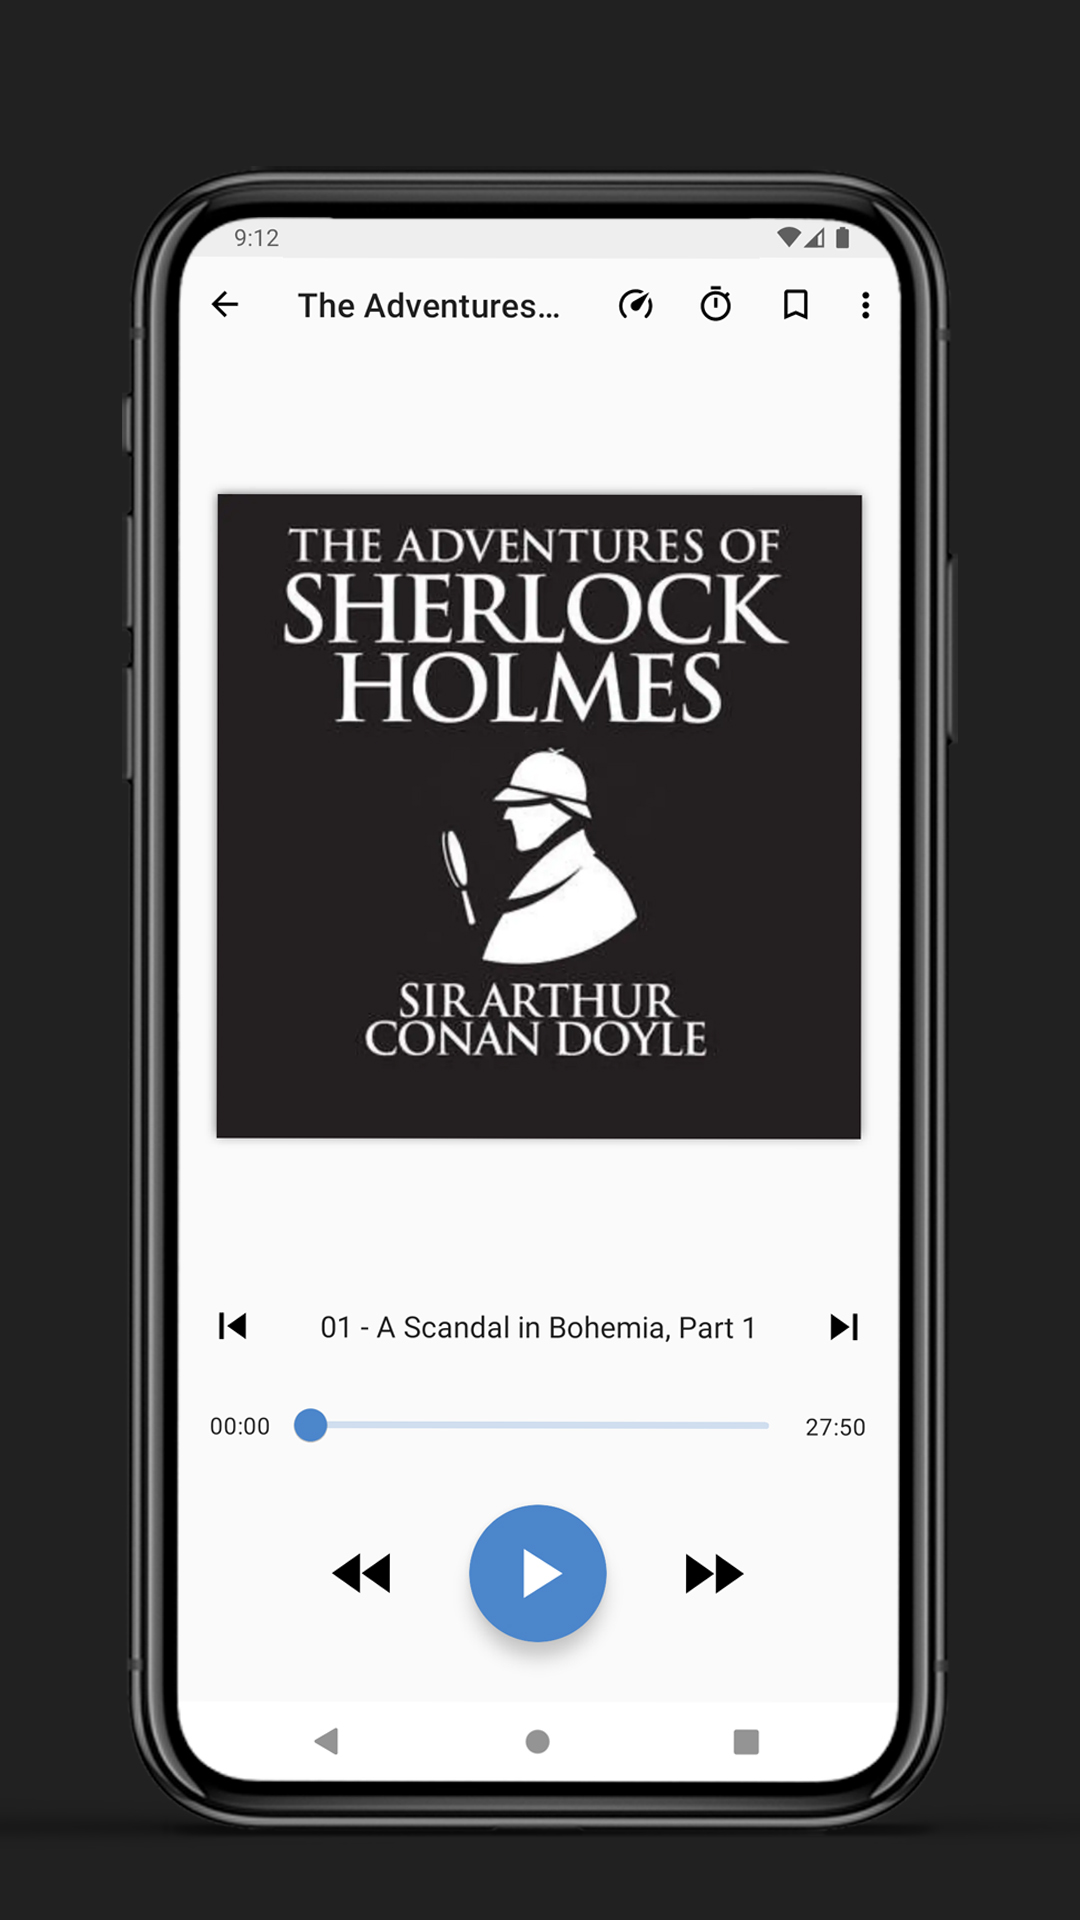 9:12
The Adventures...
THE ADVENTURES OF
SHERLOCK
HOLMES
SIR ARTHUR
CONAN DOYLE
01 - A Scandal in Bohemia, Part 1
00:00
27:50